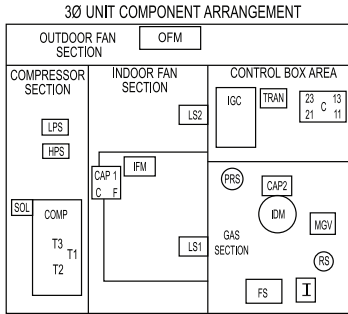 3Ø UNIT COMPONENT ARRANGEMENT
OUTDOOR FAN
SECTION
OFM
COMPRESSOR
SECTION
LPS
HPS
SOL
COMP
T3
T1
T2
INDOOR FAN
SECTION
LS2
IFM
CAP 1
C F
LS1
CONTROL BOX AREA
IGC
TRAN
23 13
C
21 11
PRS
CAP2
IDM
GAS
SECTION
MGV
RS
FS
I